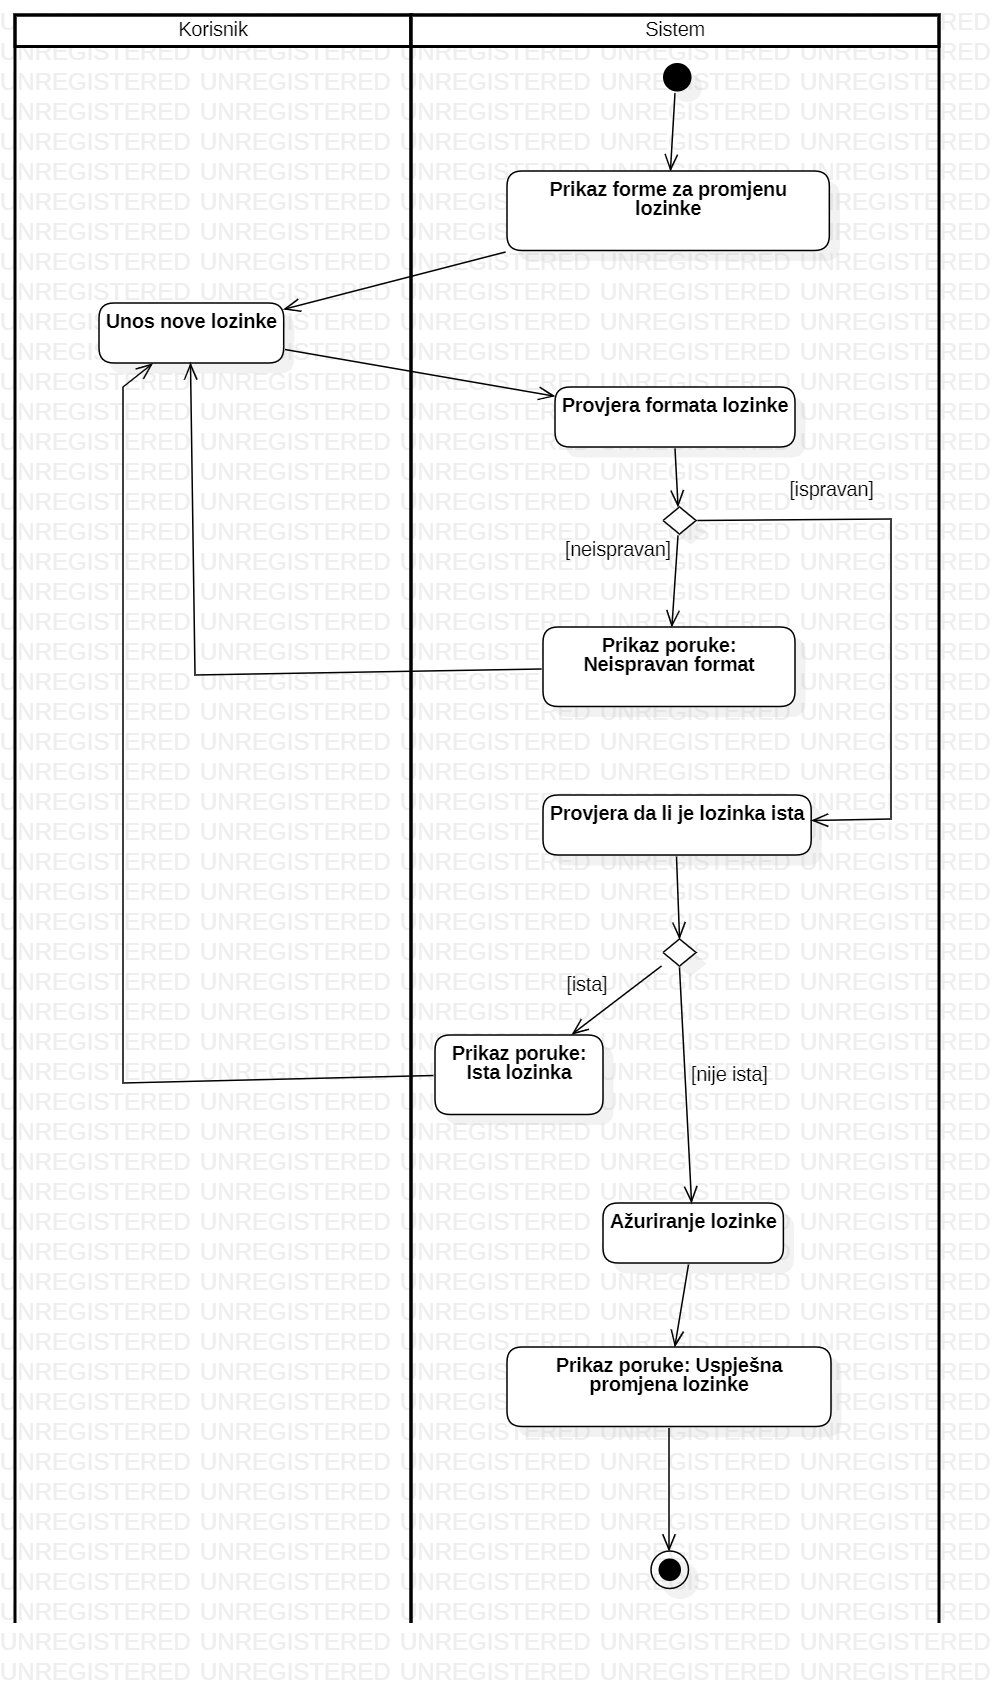 Korisnik
Sistem
Prikaz forme za promjenu
lozinke
Unos nove lozinke
Provjera formata lozinke
[ispravan]
[neispravan]
Prikaz poruke:
Neispravan format
Provjera da li je lozinka ista
[ista]
Prikaz poruke:
Ista lozinka
[nije ista]
Ažuriranje lozinke
Prikaz poruke: Uspješna
promjena lozinke
UNREGISTERED